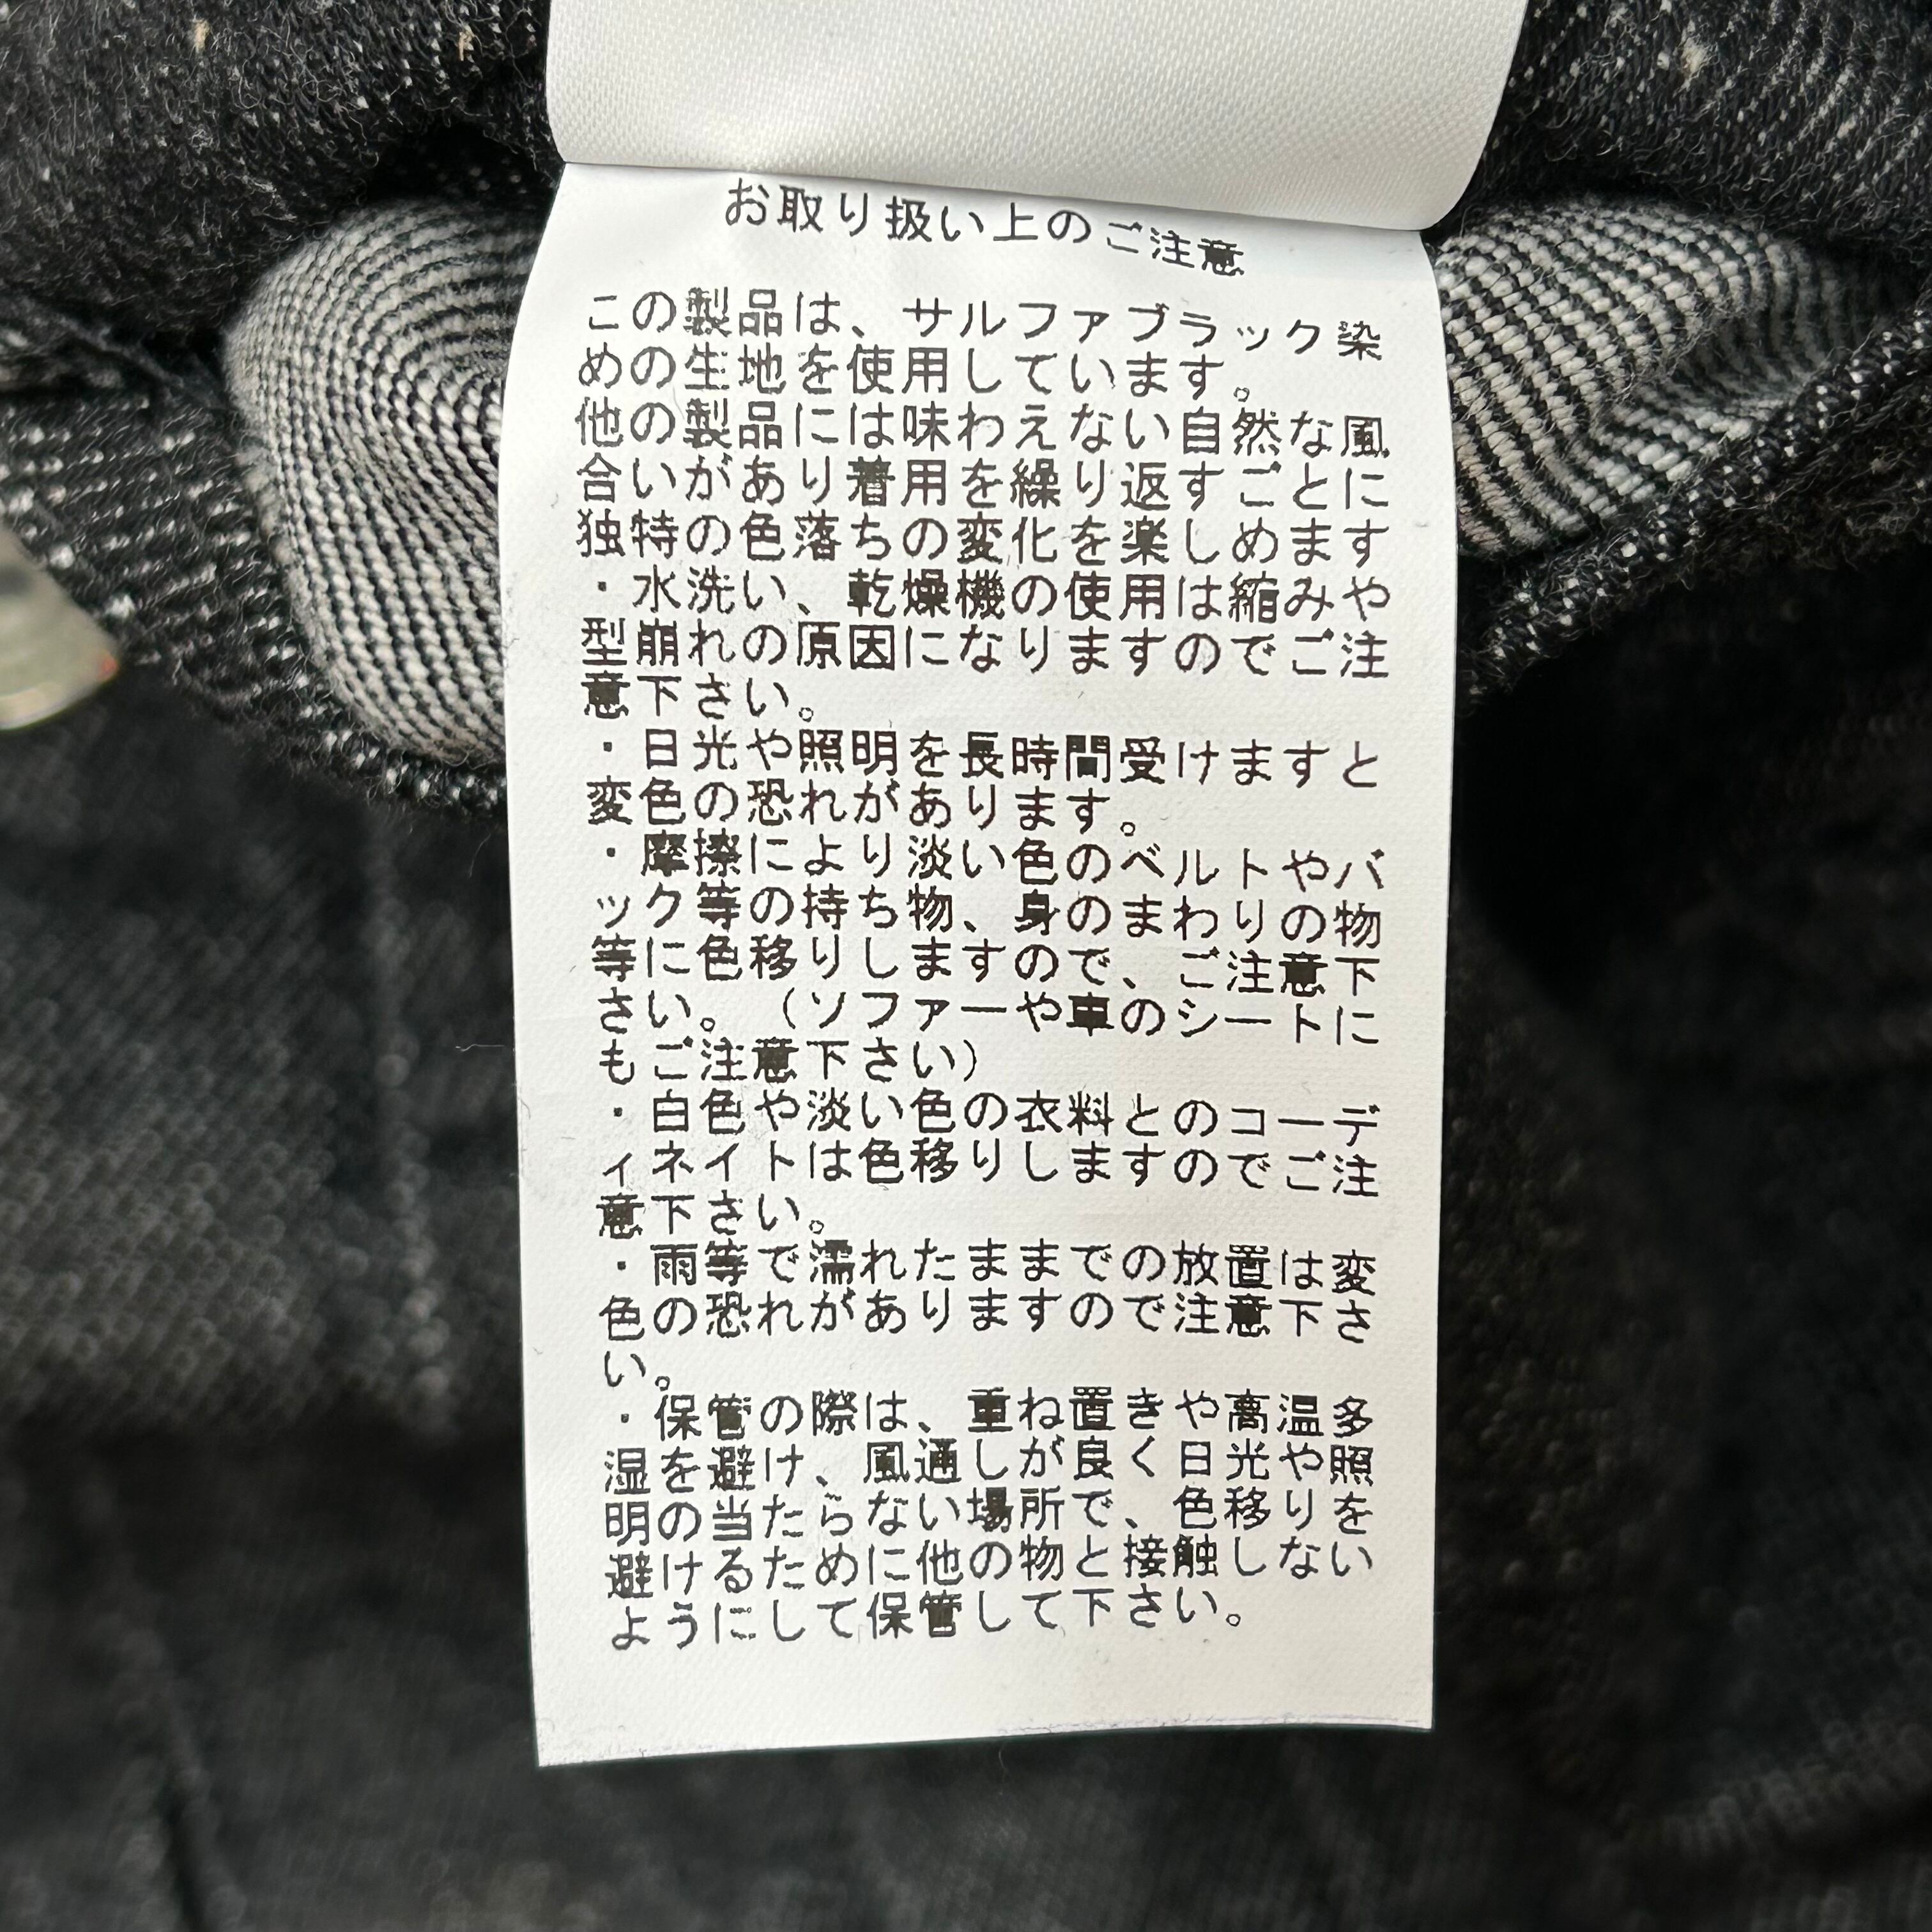 お取り扱い上のご注意
この製品は、サルファブラック染
めの生地を使用しています。
他の製品には味わえない自然な風
合いがあり着用を繰り返すごとに
独特の色落ちの変化を楽しめます
・水洗い、乾燥機の使用は縮みや
型崩れの原因になりますのでご注
意下さい。
・日光や照明を長時間受けますと
変色の恐れがあります。
・摩擦により淡い色のベルトやバ
ック等の持ち物、身のまわりの物
等に色移りしますので、ご注意下
さい。（ソファーや車のシートに
もご注意下さい）
・白色や淡い色の衣料とのコーデ
ィネイトは色移りしますのでご注
意下さい。
・雨等で濡れたままでの放置は変
色の恐れがありますので注意下さ
い。
・保管の際は、重ね置きや高温多
湿を避け、風通しが良く日光や照
明の当たらない場所で、色移りを
避けるために他の物と接触しない
ようにして保管して下さい。